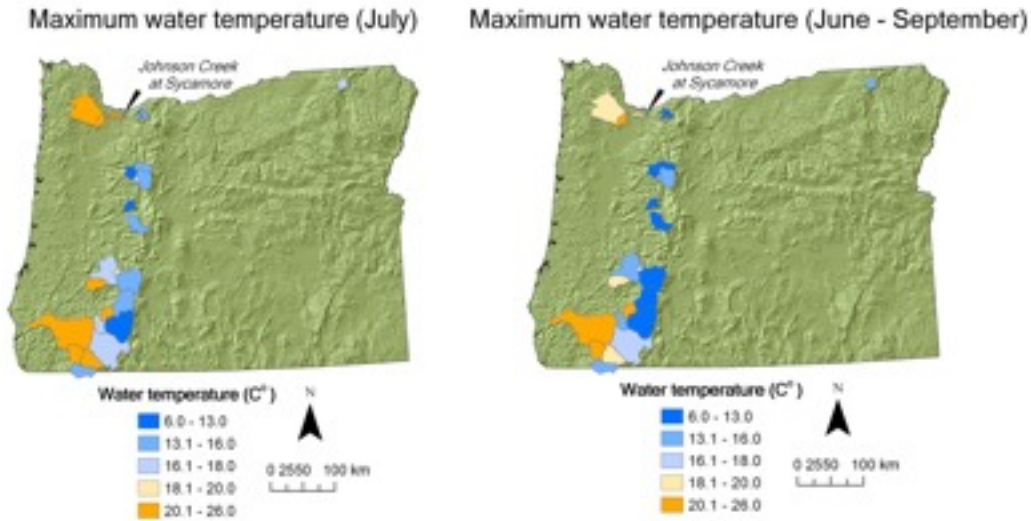 Maximum water temperature (July)
Johnson Creek
at Sycamore
Water temperature (C°)
6.0 - 13.0
13.1 - 16.0
16.1 - 18.0
18.1 - 20.0
20.1 - 26.0
N
0 2550 100 km
Maximum water temperature (June - September)
Johnson Creek
at Sycamore
Water temperature (C°)
6.0 - 13.0
13.1 - 16.0
16.1 - 18.0
18.1 - 20.0
20.1 - 26.0
N
0 2550 100 km